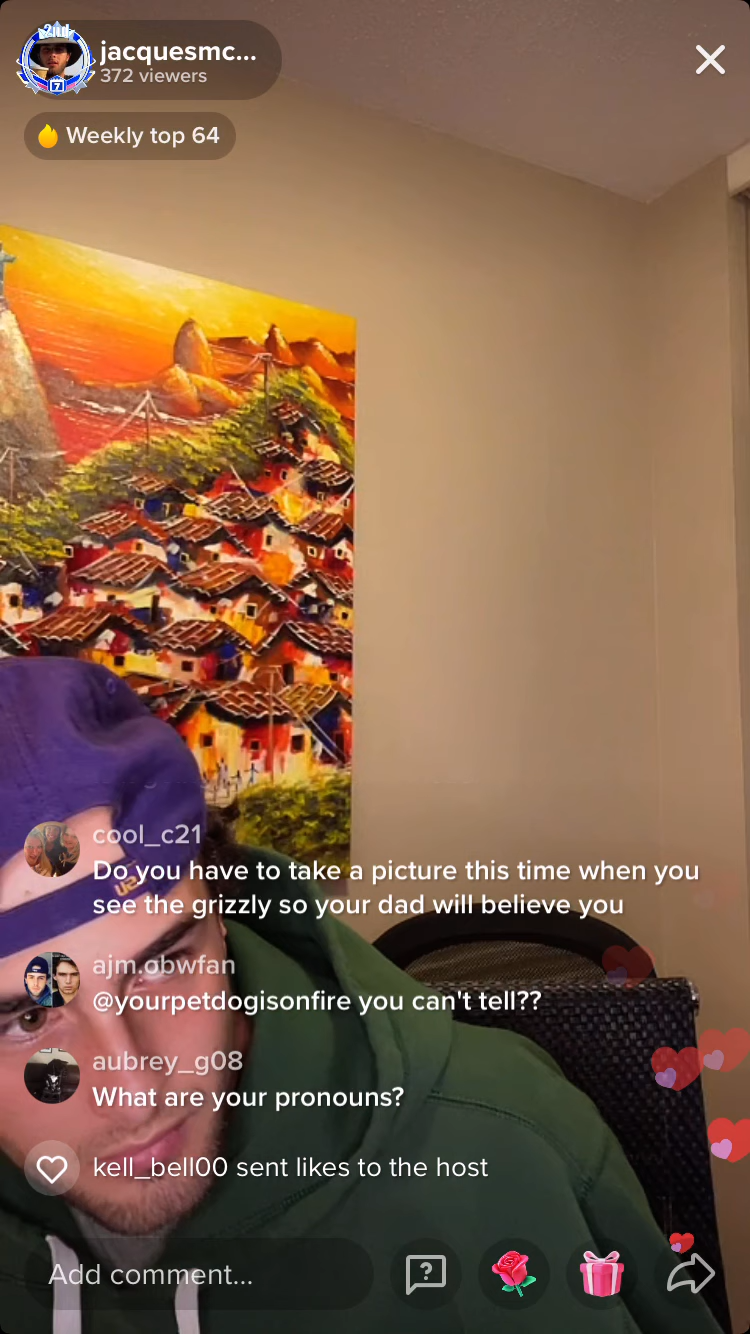 2nd
jacquesmc...
372 viewers
7
Weekly top 64
cool_c21
Do you have to take a picture this time when you
see the grizzly so your dad will believe you
ajm.obwfan
@yourpetdogisonfire you can't tell??
aubrey_g08
What are your pronouns?
kell_bell00 sent likes to the host
Add comment...
?